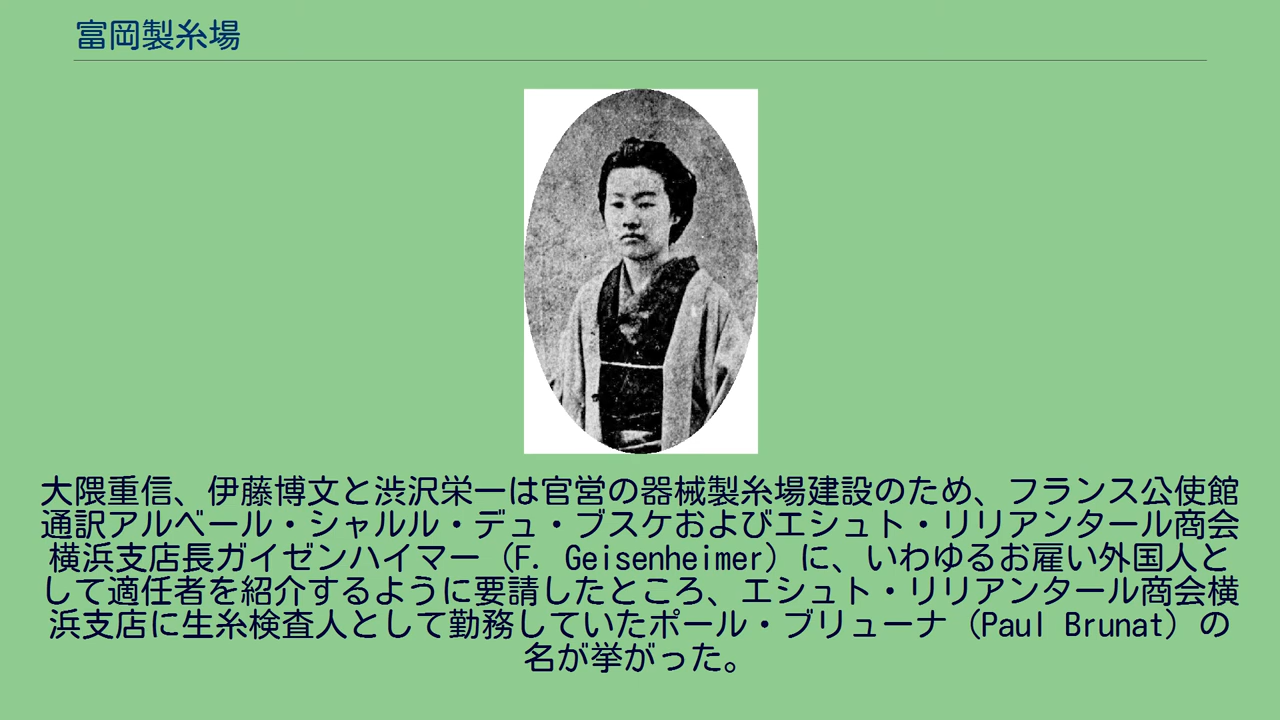 富岡製糸場
大隈重信、伊藤博文と渋沢栄一は官営の器械製糸場建設のため、フランス公使館
通訳アルベール・シャルル・デュ・ブスケおよびエシュト・リリアンタール商会
横浜支店長ガイゼンハイマー（F. Geisenheimer）に、いわゆるお雇い外国人と
して適任者を紹介するように要請したところ、エシュト・リリアンタール商会横
浜支店に生糸検査人として勤務していたポール・ブリューナ（Paul Brunat）の
名が挙がった。